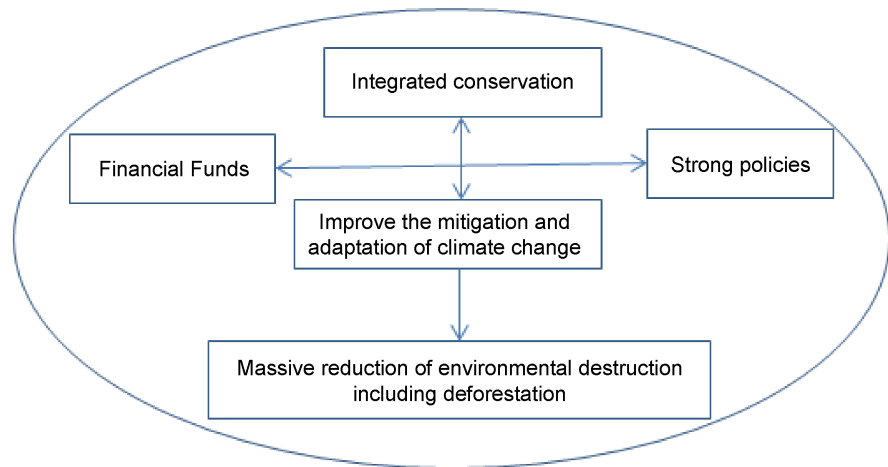 Integrated conservation
Financial Funds
Strong policies
Improve the mitigation and
adaptation of climate change
Massive reduction of environmental destruction
including deforestation